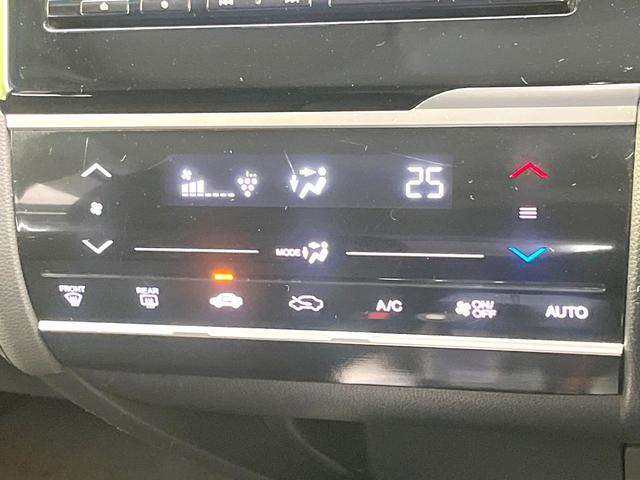 25
MODE
FRONT
REAR
A/C
ON/
OFF
AUTO